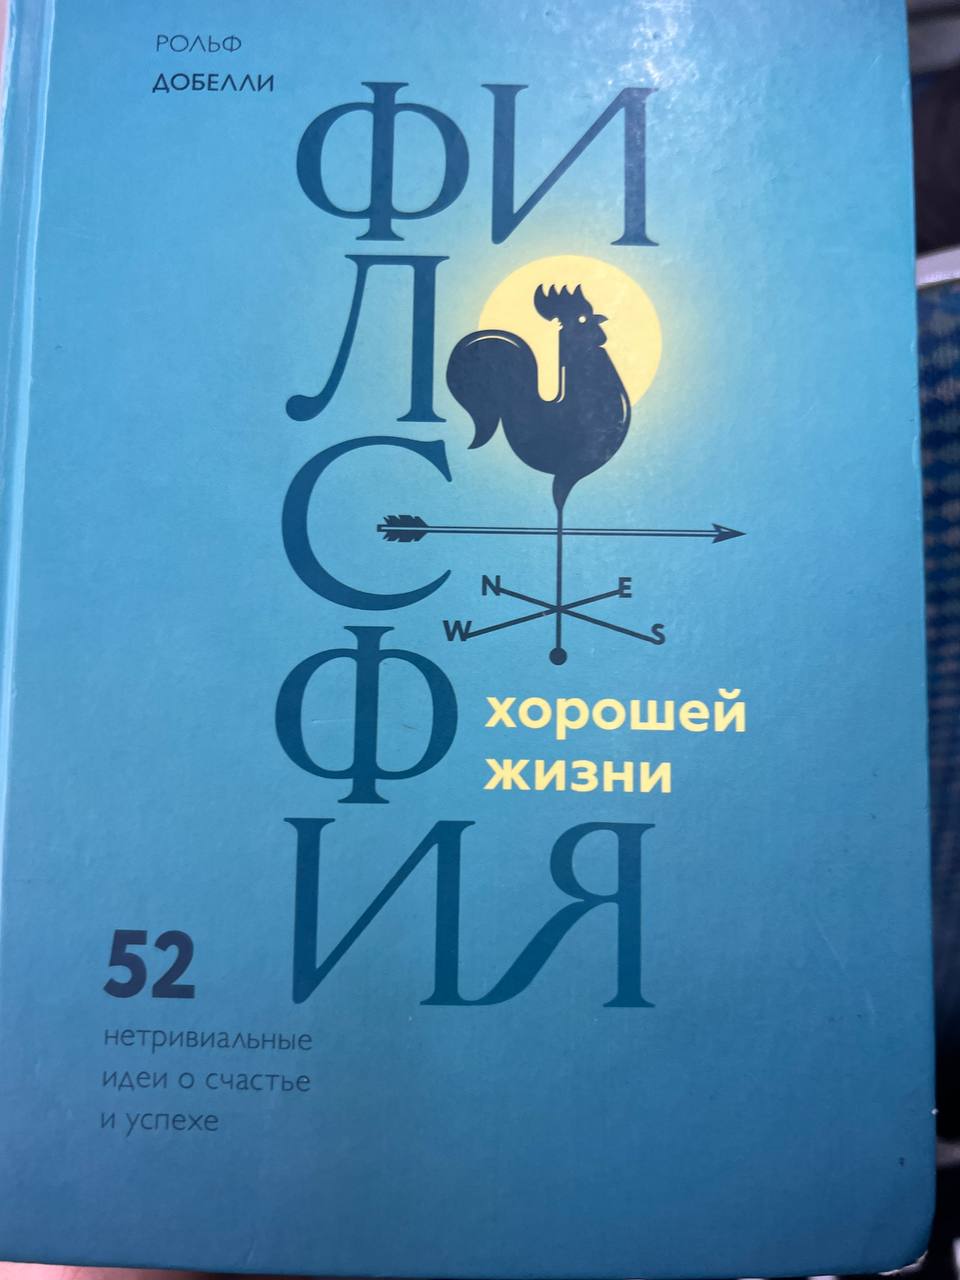 РОЛЬФ
ДОБЕЛЛИ
ФИ
Л
С
Ф
ИЯ
N E
W S
хорошей
жизни
52
нетривиальные
идеи о счастье
и успехе